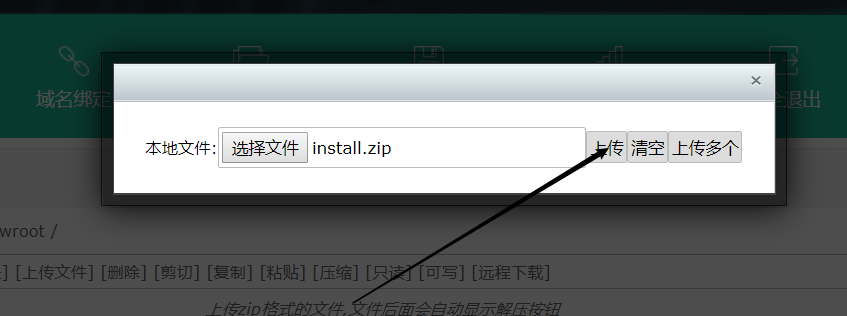 域名绑定
全退出
×
本地文件: 选择文件 install.zip 上传 清空 上传多个
wroot /
] [上传文件] [删除] [剪切] [复制] [粘贴] [压缩] [只读] [可写] [远程下载]
上传zip格式的文件,文件后面会自动显示解压按钮